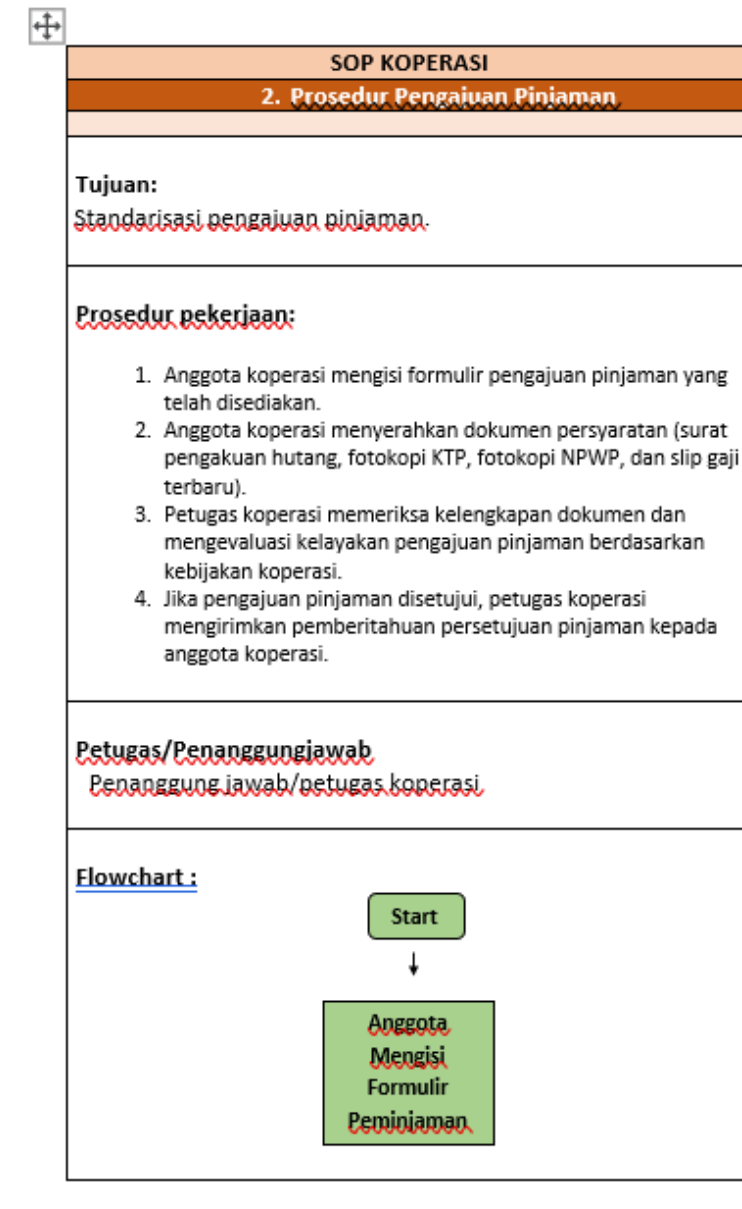 SOP KOPERASI
2. Prosedur Pengajuan Pinjaman
Tujuan:
Standarisasi pengajuan pinjaman.
Prosedur pekerjaan:
1. Anggota koperasi mengisi formulir pengajuan pinjaman yang
telah disediakan.
2. Anggota koperasi menyerahkan dokumen persyaratan (surat
pengakuan hutang, fotokopi KTP, fotokopi NPWP, dan slip gaji
terbaru).
3. Petugas koperasi memeriksa kelengkapan dokumen dan
mengevaluasi kelayakan pengajuan pinjaman berdasarkan
kebijakan koperasi.
4. Jika pengajuan pinjaman disetujui, petugas koperasi
mengirimkan pemberitahuan persetujuan pinjaman kepada
anggota koperasi.
Petugas/Penanggungjawab
Penanggung jawab/petugas koperasi
Flowchart :
Start
Anggota
Mengisi
Formulir
Peminjaman